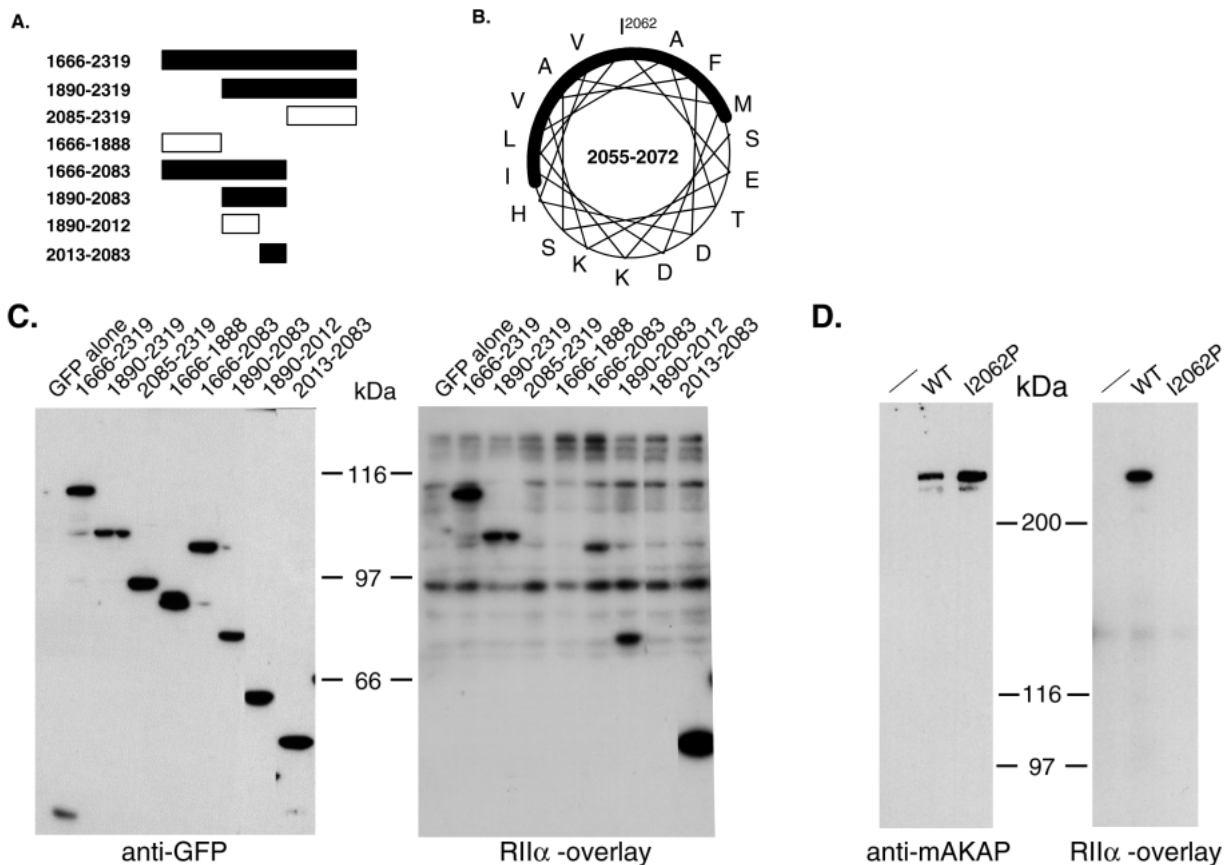 A.
1666-2319
1890-2319
2085-2319
1666-1888
1666-2083
1890-2083
1890-2012
2013-2083
B.
I2062
V A
A F
V M
L S
I E
H T
S D
K D
K
2055-2072
C.
GFP alone
1666-2319
1890-2319
2085-2319
1666-1888
1666-2083
1890-2083
1890-2012
2013-2083
kDa
116
97
66
anti-GFP
GFP alone
1666-2319
1890-2319
2085-2319
1666-1888
1666-2083
1890-2083
1890-2012
2013-2083
RIIα -overlay
D.
WT
I2062P
kDa
200
116
97
anti-mAKAP
WT
I2062P
RIIα -overlay